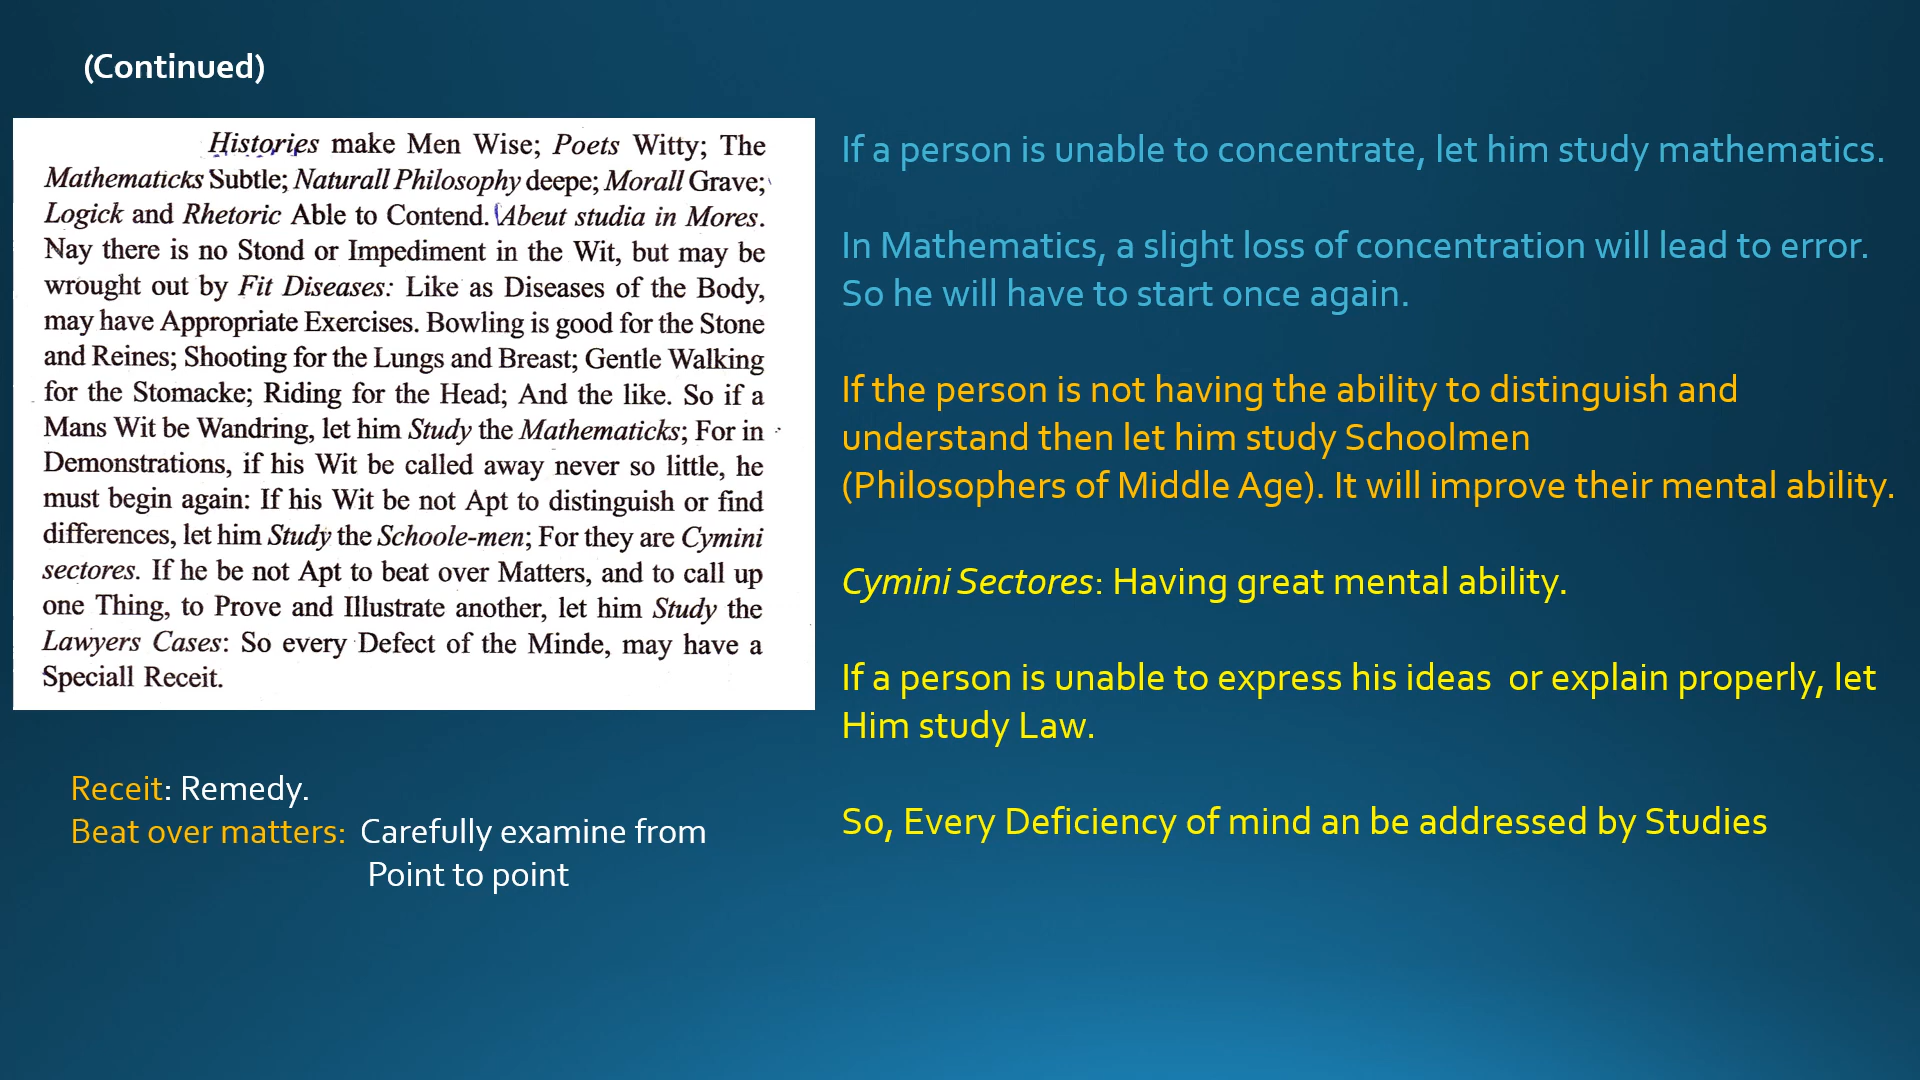 (Continued)
Histories make Men Wise; Poets Witty; The
Mathematicks Subtle; Naturall Philosophy deepe; Morall Grave;
Logick and Rhetoric Able to Contend. Abeut studia in Mores.
Nay there is no Stond or Impediment in the Wit, but may be
wrought out by Fit Diseases: Like as Diseases of the Body,
may have Appropriate Exercises. Bowling is good for the Stone
and Reines; Shooting for the Lungs and Breast; Gentle Walking
for the Stomacke; Riding for the Head; And the like. So if a
Mans Wit be Wandring, let him Study the Mathematicks; For in
Demonstrations, if his Wit be called away never so little, he
must begin again: If his Wit be not Apt to distinguish or find
differences, let him Study the Schoole-men; For they are Cymini
sectores. If he be not Apt to beat over Matters, and to call up
one Thing, to Prove and Illustrate another, let him Study the
Lawyers Cases: So every Defect of the Minde, may have a
Speciall Receit.
Receit: Remedy.
Beat over matters: Carefully examine from
Point to point
If a person is unable to concentrate, let him study mathematics.
In Mathematics, a slight loss of concentration will lead to error.
So he will have to start once again.
If the person is not having the ability to distinguish and
understand then let him study Schoolmen
(Philosophers of Middle Age). It will improve their mental ability.
Cymini Sectores: Having great mental ability.
If a person is unable to express his ideas or explain properly, let
Him study Law.
So, Every Deficiency of mind an be addressed by Studies